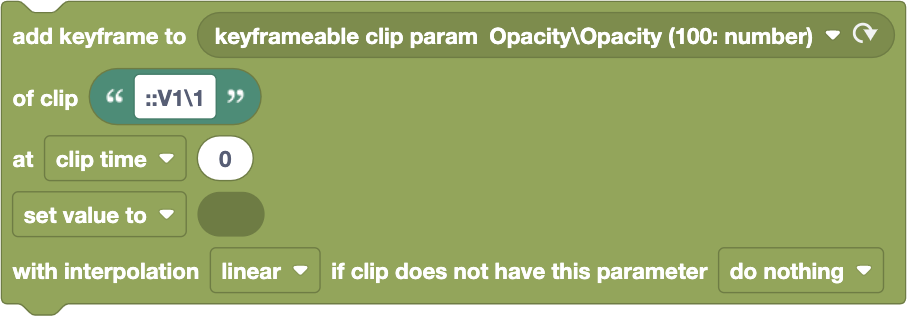 add keyframe to keyframeable clip param Opacity\Opacity (100: number)
of clip “ ::V1\1 ”
at clip time 0
set value to
with interpolation linear if clip does not have this parameter do nothing